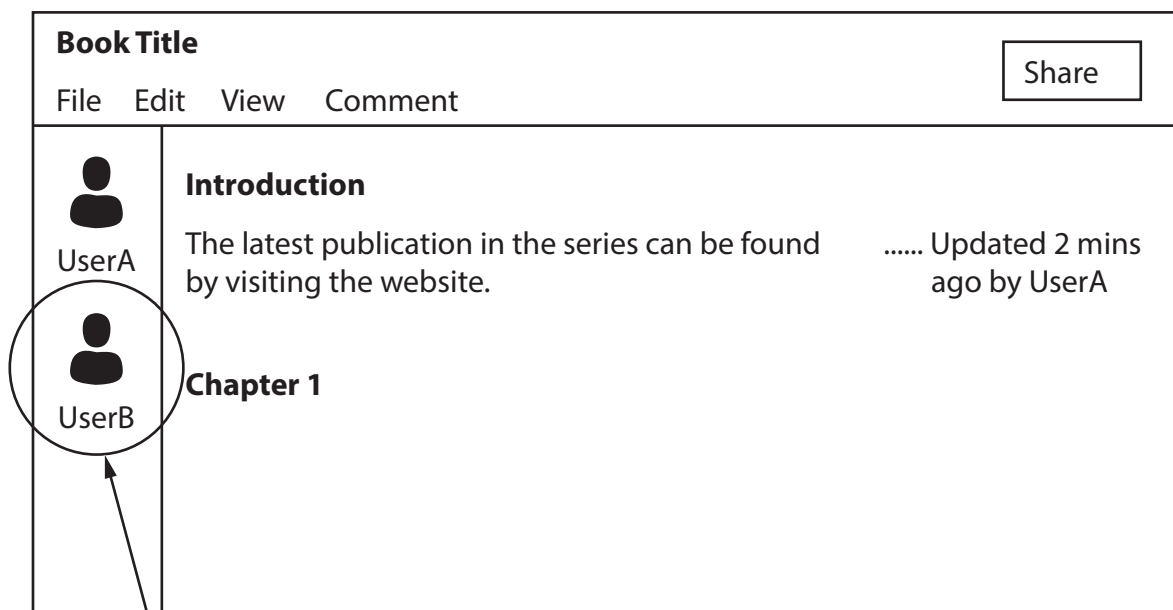 Book Title
Share
File Edit View Comment
UserA
Introduction
The latest publication in the series can be found
by visiting the website.
...... Updated 2 mins
ago by UserA
UserB
Chapter 1